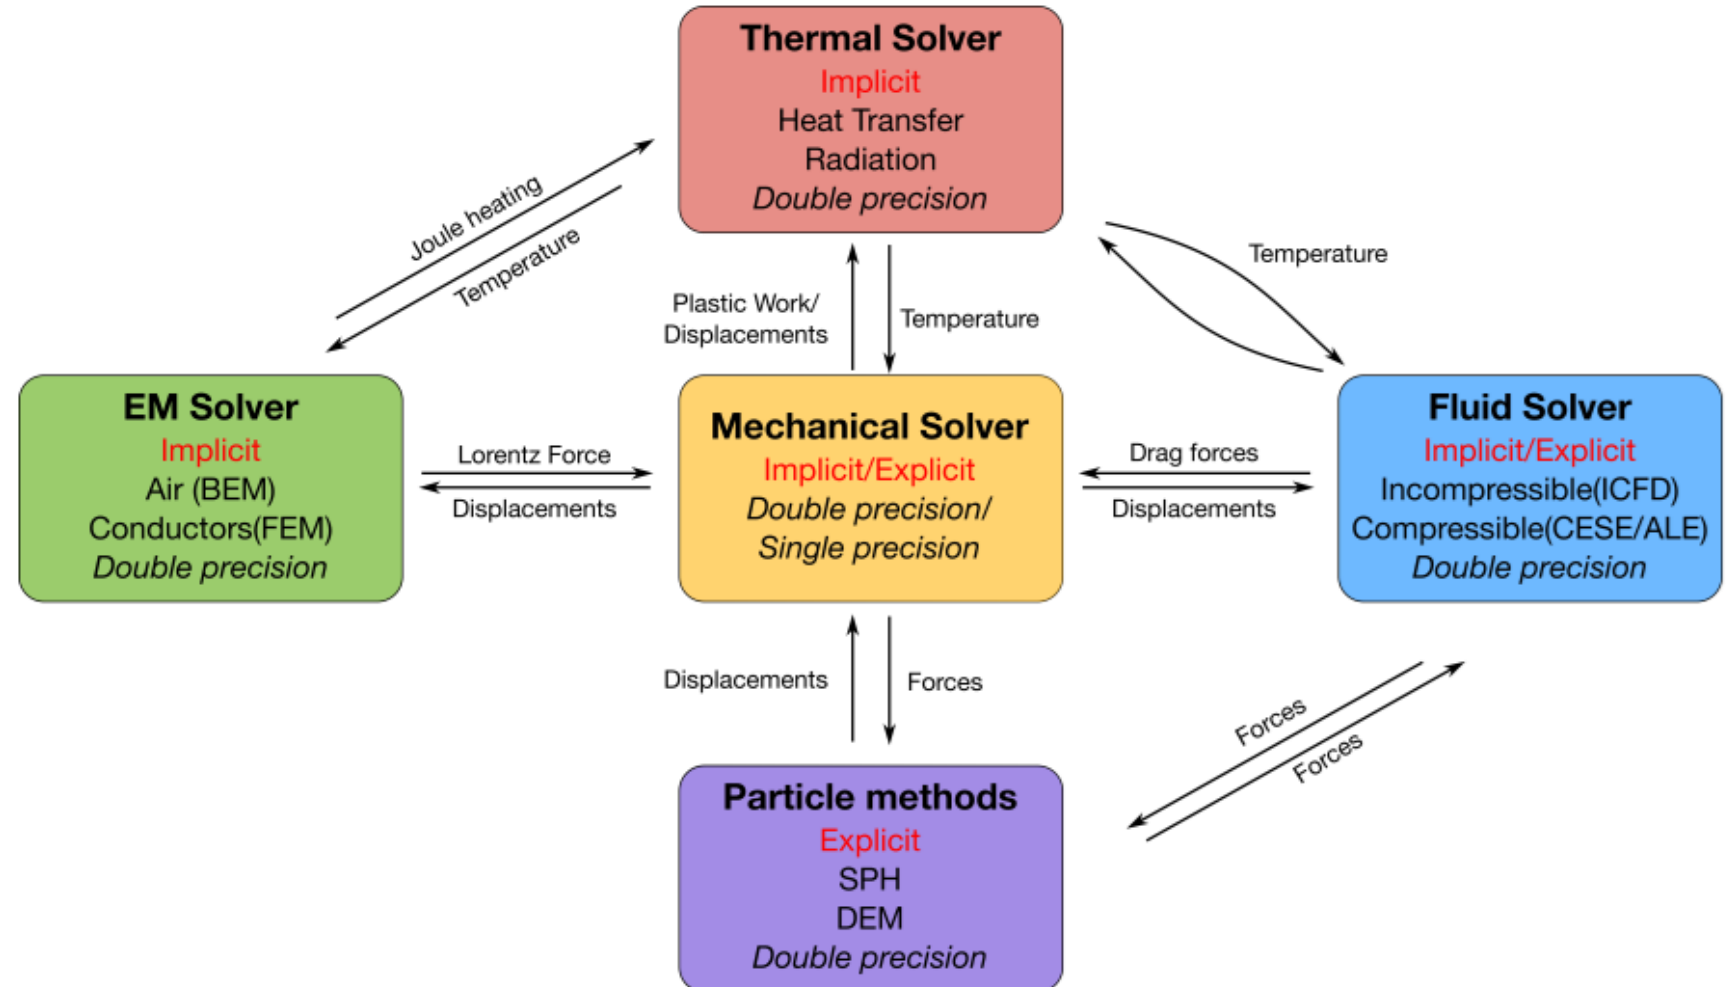 Thermal Solver
Implicit
Heat Transfer
Radiation
Double precision
Joule heating
Temperature
Plastic Work/
Displacements
Temperature
Temperature
EM Solver
Implicit
Air (BEM)
Conductors(FEM)
Double precision
Lorentz Force
Displacements
Mechanical Solver
Implicit/Explicit
Double precision/
Single precision
Drag forces
Displacements
Fluid Solver
Implicit/Explicit
Incompressible(ICFD)
Compressible(CESE/ALE)
Double precision
Displacements
Forces
Forces
Forces
Particle methods
Explicit
SPH
DEM
Double precision